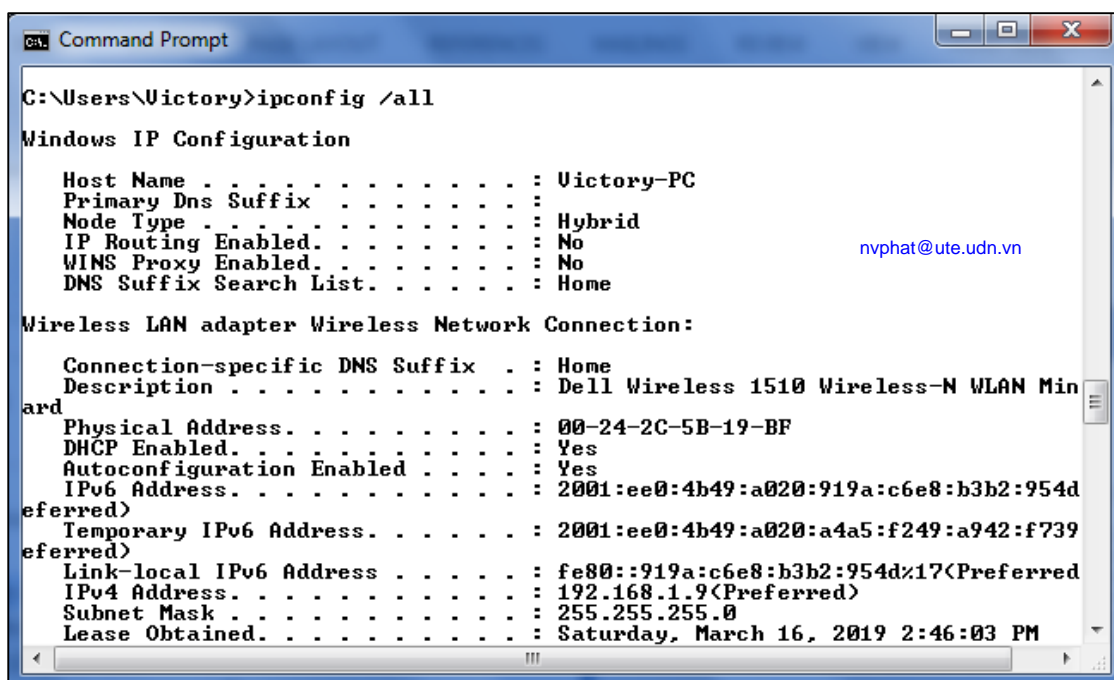 Command Prompt
C:\Users\Victory>ipconfig /all
Windows IP Configuration
Host Name . . . . . . . . . . . . : Victory-PC
Primary Dns Suffix . . . . . . . :
Node Type . . . . . . . . . . . . : Hybrid
IP Routing Enabled. . . . . . . . : No
nvphat@ute.udn.vn
WINS Proxy Enabled. . . . . . . . : No
DNS Suffix Search List. . . . . . : Home
Wireless LAN adapter Wireless Network Connection:
Connection-specific DNS Suffix . : Home
Description . . . . . . . . . . . : Dell Wireless 1510 Wireless-N WLAN Min
ard
Physical Address. . . . . . . . . : 00-24-2C-5B-19-BF
DHCP Enabled. . . . . . . . . . . : Yes
Autoconfiguration Enabled . . . . : Yes
IPv6 Address. . . . . . . . . . . : 2001:ee0:4b49:a020:919a:c6e8:b3b2:954d
eferred)
Temporary IPv6 Address. . . . . . : 2001:ee0:4b49:a020:a4a5:f249:a942:f739
eferred)
Link-local IPv6 Address . . . . . : fe80::919a:c6e8:b3b2:954d%17(Preferred
IPv4 Address. . . . . . . . . . . : 192.168.1.9(Preferred)
Subnet Mask . . . . . . . . . . . : 255.255.255.0
Lease Obtained. . . . . . . . . . : Saturday, March 16, 2019 2:46:03 PM